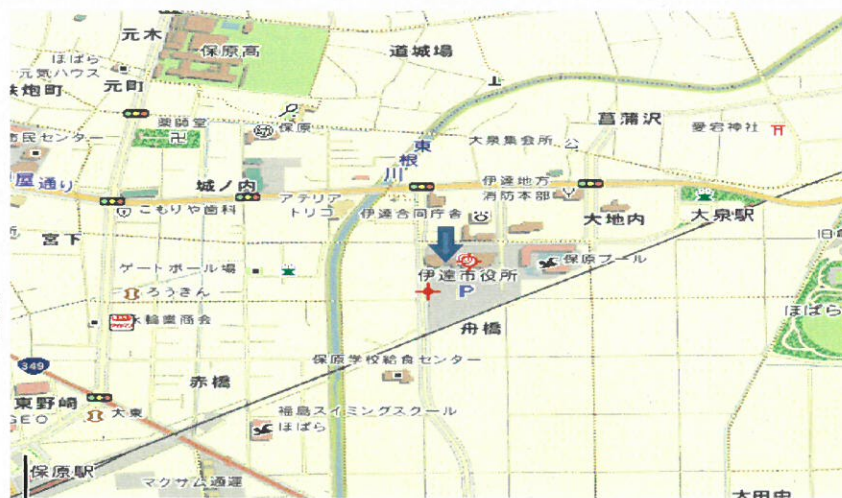 元木
保原高
道城場
ほばら
元気ハウス
鉄炮町
元町
薬師堂
保原
市民センター
東根川
大泉集会所
菖蒲沢
愛宕神社
屋通り
城ノ内
伊達地方
消防本部
アテリア・
トリコ
こもりや歯科
伊達合同庁舎
大地内
大泉駅
宮下
ゲートボール場
伊達市役所
保原プール
P
ろうきん
輪業商会
舟橋
ほばら
349
保原学校給食センター
赤橋
東野崎
GEO
大東
福島スイミングスクール
ほばら
保原駅
マクサム通運
太田中